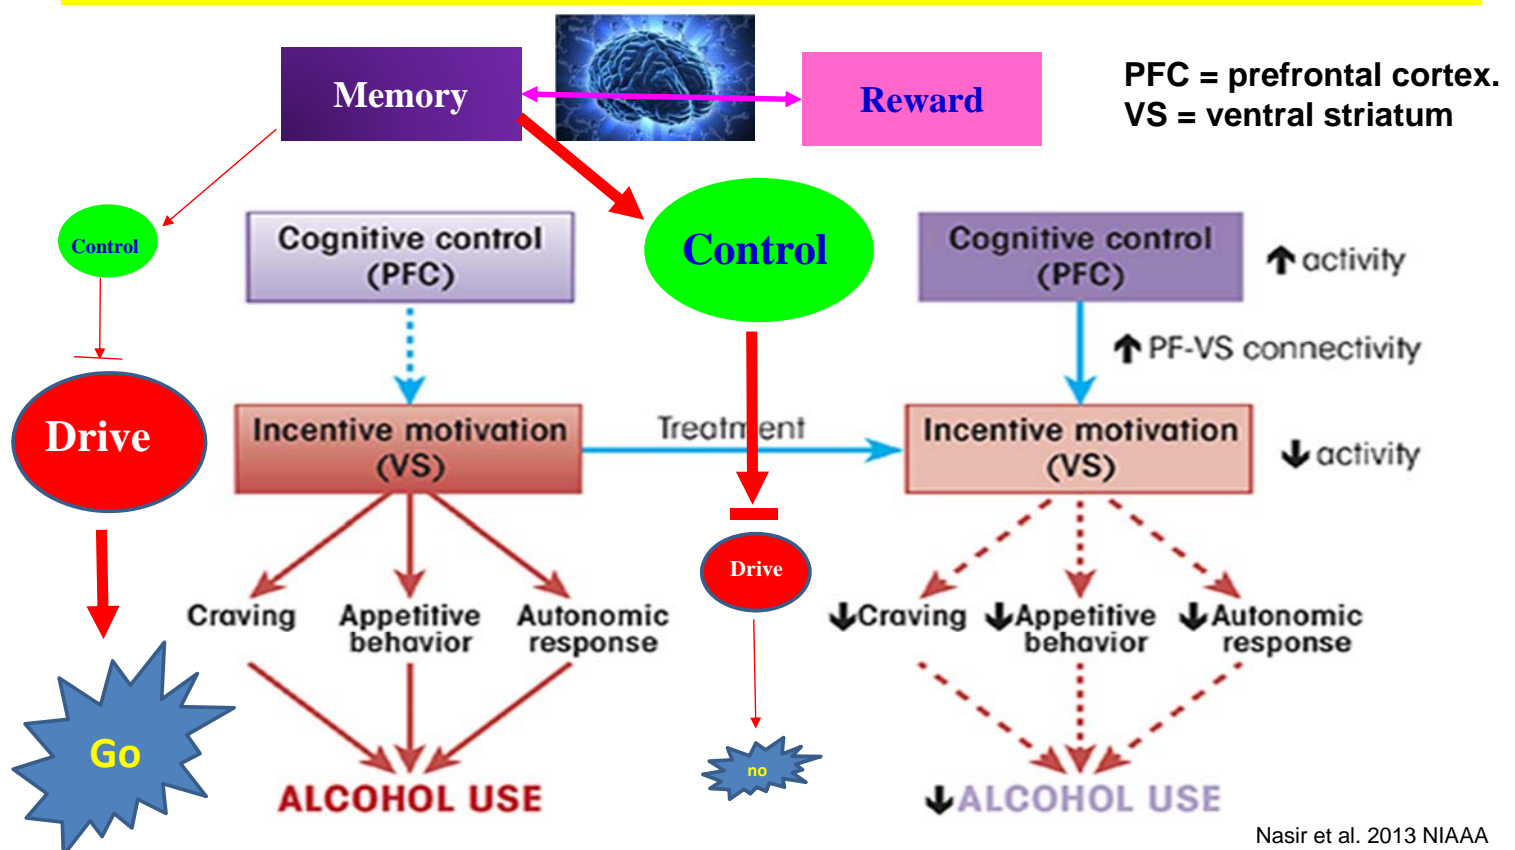 Memory
Reward
PFC = prefrontal cortex.
VS = ventral striatum
Control
Cognitive control
(PFC)
Control
Cognitive control
(PFC)
↑ activity
↑ PF-VS connectivity
Drive
Incentive motivation
(VS)
Treatment
Incentive motivation
(VS)
↓ activity
Drive
Craving
Appetitive
behavior
Autonomic
response
↓Craving
↓Appetitive
behavior
↓Autonomic
response
Go
no
ALCOHOL USE
↓ALCOHOL USE
Nasir et al. 2013 NIAAA